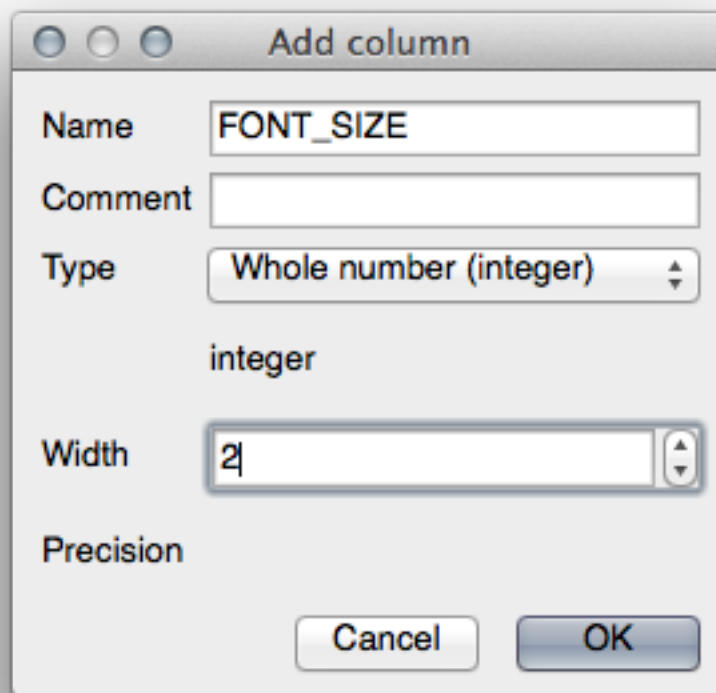 Add column
Name FONT_SIZE
Comment
Type Whole number (integer)
integer
Width 2
Precision
Cancel OK